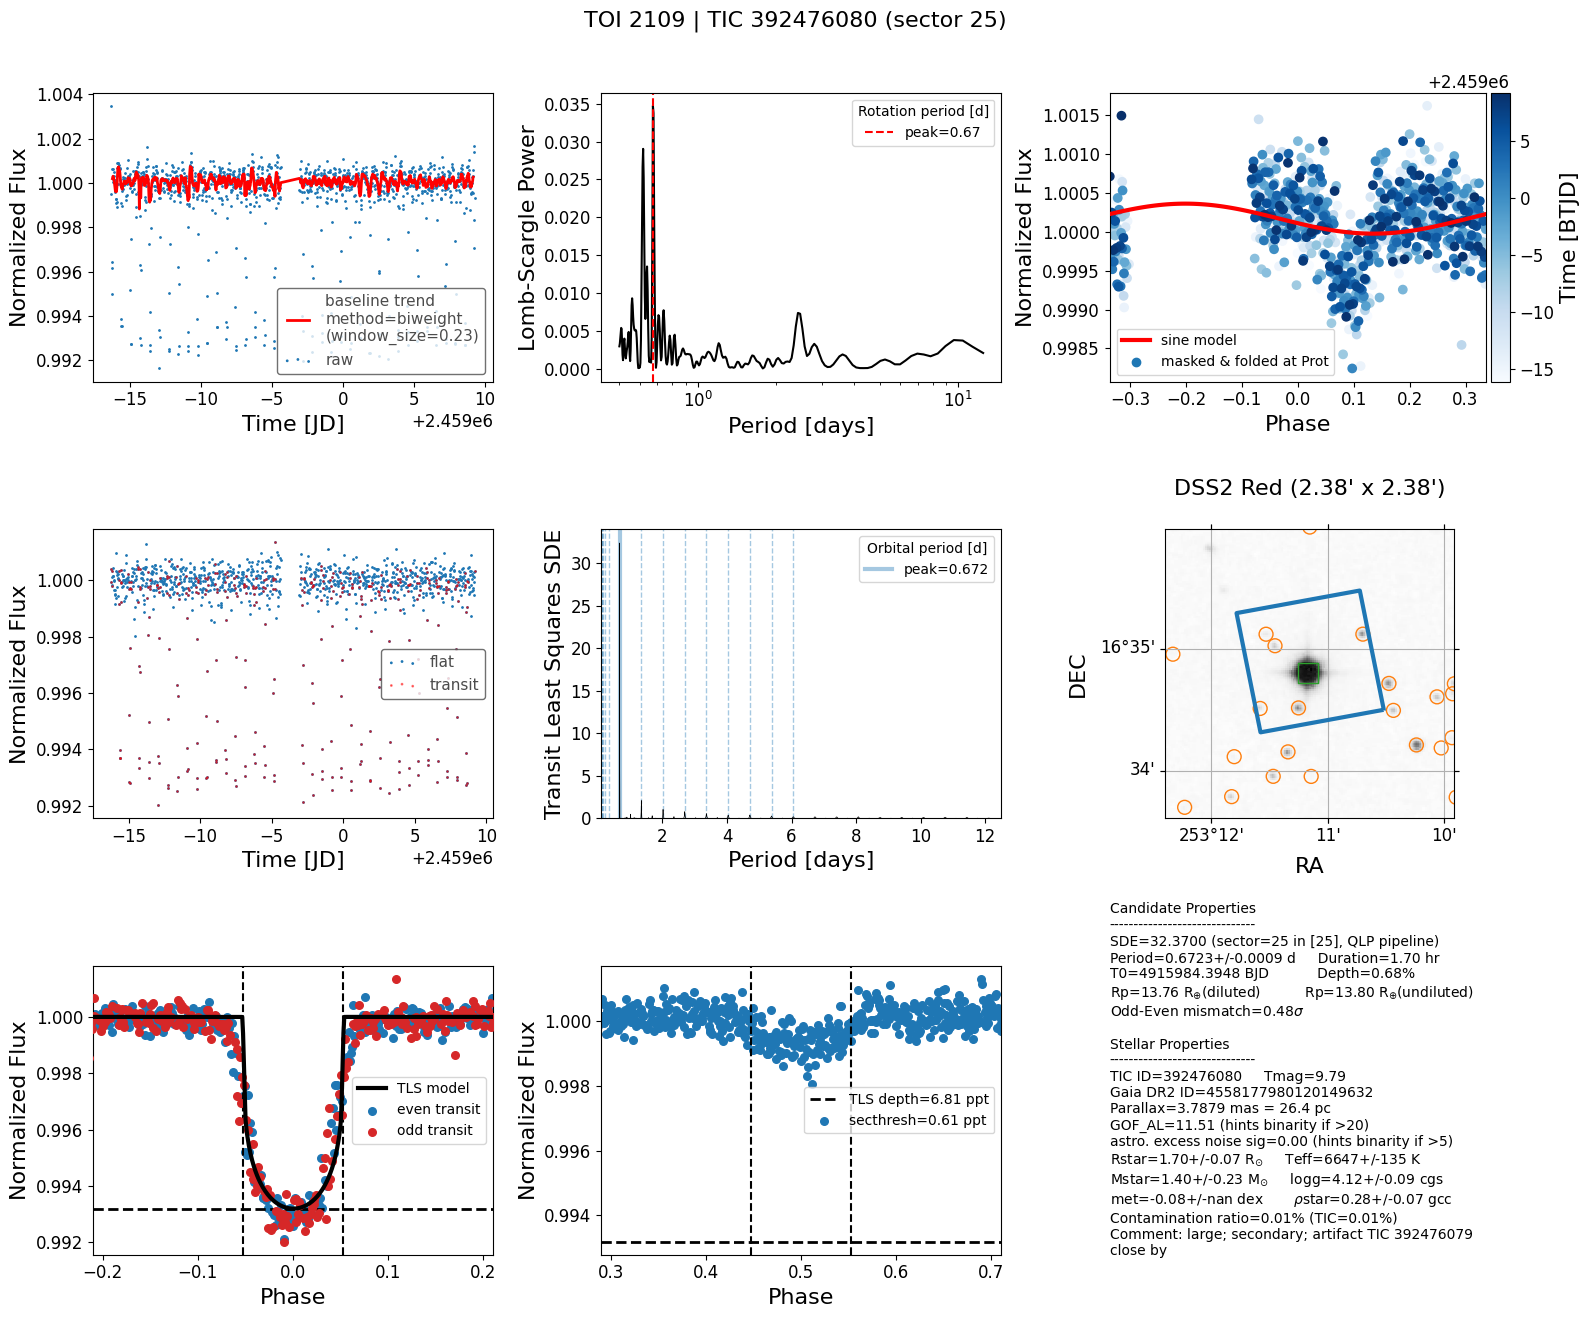 TOI 2109 | TIC 392476080 (sector 25)
Normalized Flux
1.004
1.002
1.000
0.998
0.996
0.994
0.992
baseline trend
method=biweight
(window_size=0.23)
raw
−15
−10
−5
0
5
10
Time [JD]
+2.459e6
Lomb-Scargle Power
0.035
0.030
0.025
0.020
0.015
0.010
0.005
0.000
Rotation period [d]
peak=0.67
10⁰
10¹
Period [days]
+2.459e6
Normalized Flux
1.0015
1.0010
1.0005
1.0000
0.9995
0.9990
0.9985
sine model
masked & folded at Prot
−0.3
−0.2
−0.1
0.0
0.1
0.2
0.3
Phase
5
0
−5
−10
−15
Time [BTJD]
Normalized Flux
1.000
0.998
0.996
0.994
0.992
flat
transit
−15
−10
−5
0
5
10
Time [JD]
+2.459e6
Transit Least Squares SDE
30
25
20
15
10
5
0
Orbital period [d]
peak=0.672
2
4
6
8
10
12
Period [days]
DSS2 Red (2.38' x 2.38')
DEC
16°35'
34'
253°12'
11'
10'
RA
Normalized Flux
1.000
0.998
0.996
0.994
0.992
TLS model
even transit
odd transit
−0.2
−0.1
0.0
0.1
0.2
Phase
Normalized Flux
1.000
0.998
0.996
0.994
TLS depth=6.81 ppt
secthresh=0.61 ppt
0.3
0.4
0.5
0.6
0.7
Phase
Candidate Properties
------------------------------
SDE=32.3700 (sector=25 in [25], QLP pipeline)
Period=0.6723+/-0.0009 d Duration=1.70 hr
T0=4915984.3948 BJD Depth=0.68%
Rp=13.76 R⊕(diluted) Rp=13.80 R⊕(undiluted)
Odd-Even mismatch=0.48σ
Stellar Properties
------------------------------
TIC ID=392476080 Tmag=9.79
Gaia DR2 ID=4558177980120149632
Parallax=3.7879 mas = 26.4 pc
GOF_AL=11.51 (hints binarity if >20)
astro. excess noise sig=0.00 (hints binarity if >5)
Rstar=1.70+/-0.07 R⊙ Teff=6647+/-135 K
Mstar=1.40+/-0.23 M⊙ logg=4.12+/-0.09 cgs
met=-0.08+/-nan dex ρstar=0.28+/-0.07 gcc
Contamination ratio=0.01% (TIC=0.01%)
Comment: large; secondary; artifact TIC 392476079
close by